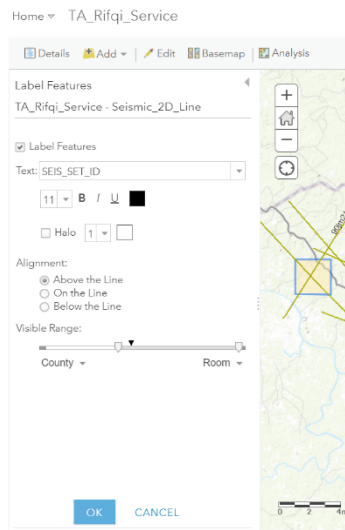 Home TA_Rifqi_Service
Details Add Edit Basemap Analysis
Label Features
TA_Rifqi_Service - Seismic_2D_Line
Label Features
Text: SEIS_SET_ID
11 B I U
Halo 1
Alignment:
Above the Line
On the Line
Below the Line
Visible Range:
County Room
OK CANCEL
+
−
0 2 4